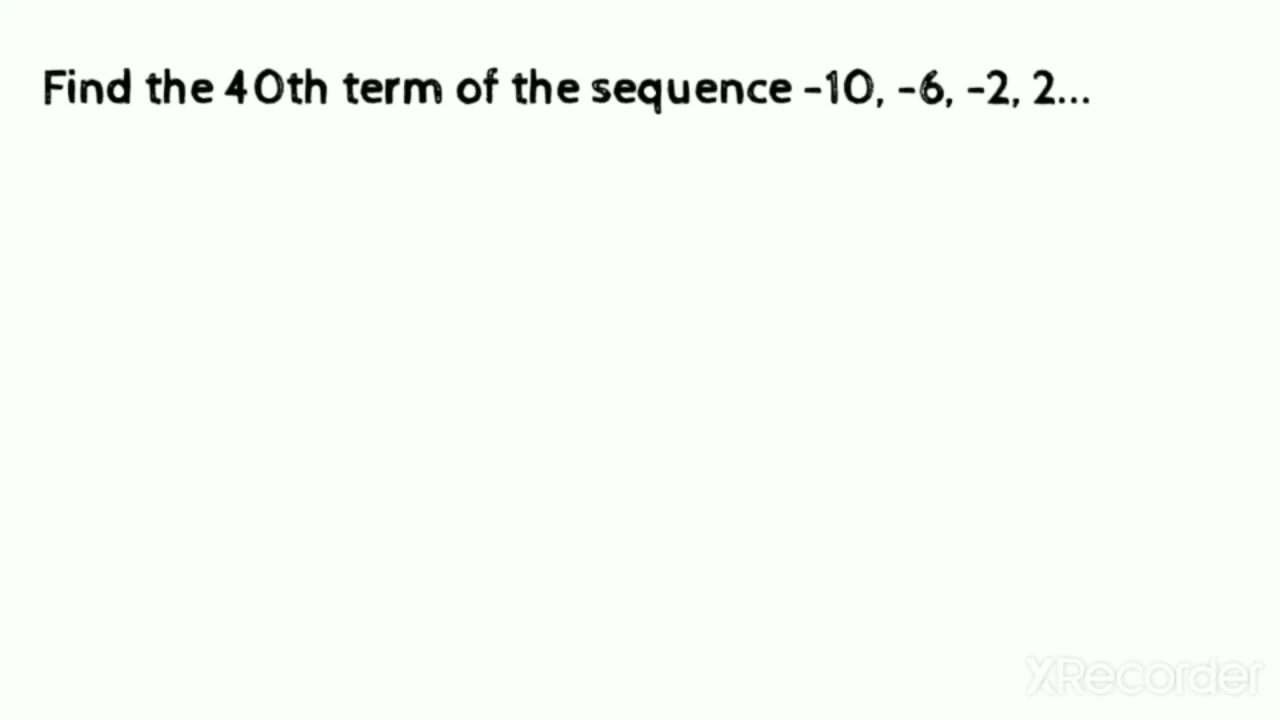 Find the 40th term of the sequence -10, -6, -2, 2...
XRecorder